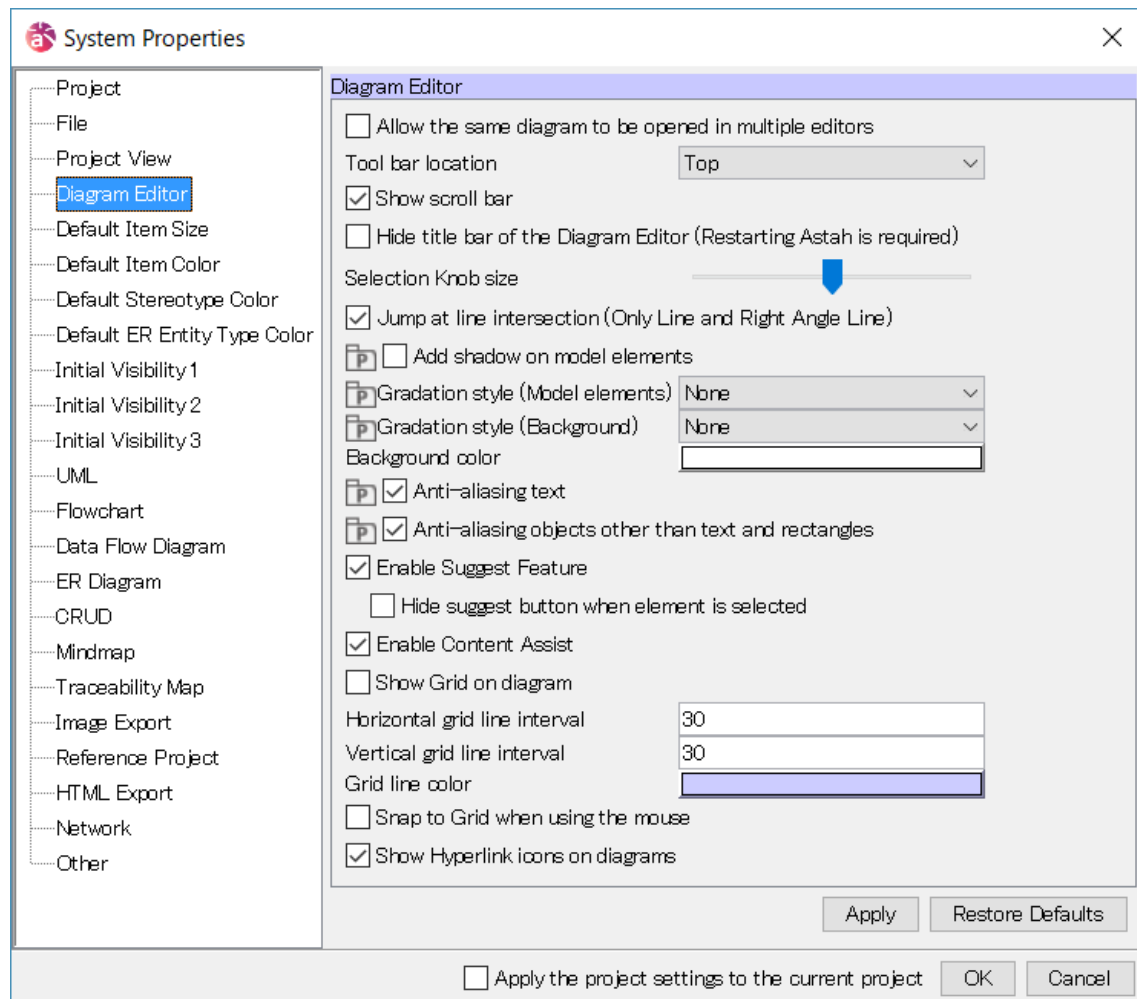 System Properties
Project
File
Project View
Diagram Editor
Default Item Size
Default Item Color
Default Stereotype Color
Default ER Entity Type Color
Initial Visibility 1
Initial Visibility 2
Initial Visibility 3
UML
Flowchart
Data Flow Diagram
ER Diagram
CRUD
Mindmap
Traceability Map
Image Export
Reference Project
HTML Export
Network
Other
Diagram Editor
Allow the same diagram to be opened in multiple editors
Tool bar location Top
Show scroll bar
Hide title bar of the Diagram Editor (Restarting Astah is required)
Selection Knob size
Jump at line intersection (Only Line and Right Angle Line)
P Add shadow on model elements
P Gradation style (Model elements) None
P Gradation style (Background) None
Background color
P Anti-aliasing text
P Anti-aliasing objects other than text and rectangles
Enable Suggest Feature
Hide suggest button when element is selected
Enable Content Assist
Show Grid on diagram
Horizontal grid line interval 30
Vertical grid line interval 30
Grid line color
Snap to Grid when using the mouse
Show Hyperlink icons on diagrams
Apply Restore Defaults
Apply the project settings to the current project OK Cancel